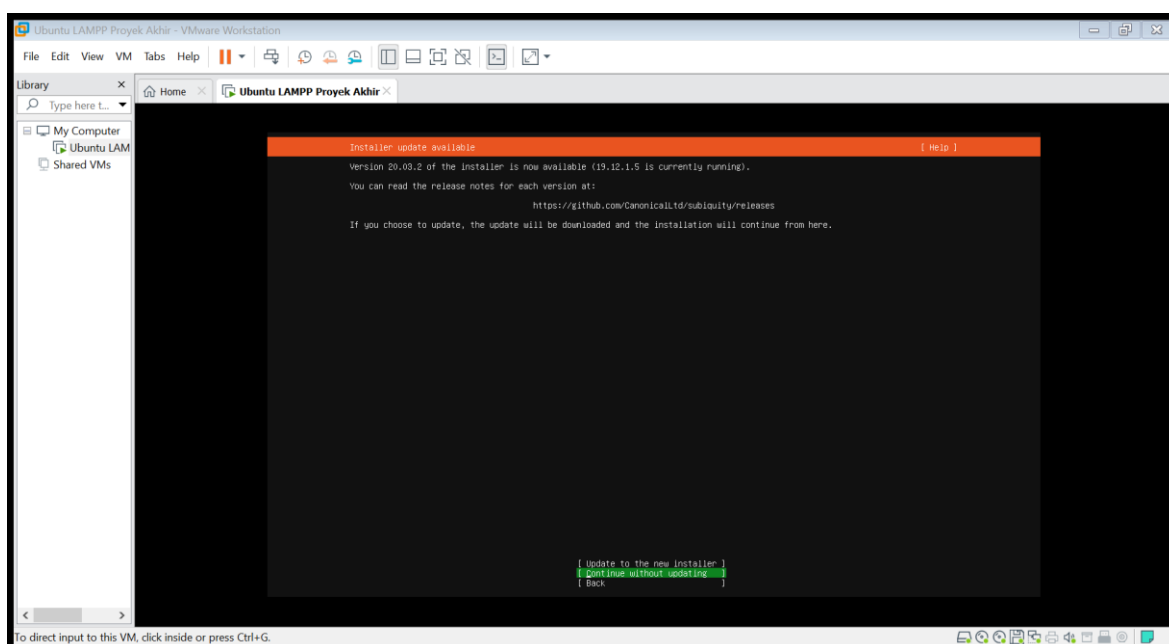 Ubuntu LAMPP Proyek Akhir - VMware Workstation
File Edit View VM Tabs Help
Library
Type here t...
My Computer
Ubuntu LAM
Shared VMs
Home
Ubuntu LAMPP Proyek Akhir
Installer update available [ Help ]
Version 20.03.2 of the installer is now available (19.12.1.5 is currently running).
You can read the release notes for each version at:
https://github.com/CanonicalLtd/subiquity/releases
If you choose to update, the update will be downloaded and the installation will continue from here.
[ Update to the new installer ]
[ Continue without updating ]
[ Back ]
To direct input to this VM, click inside or press Ctrl+G.